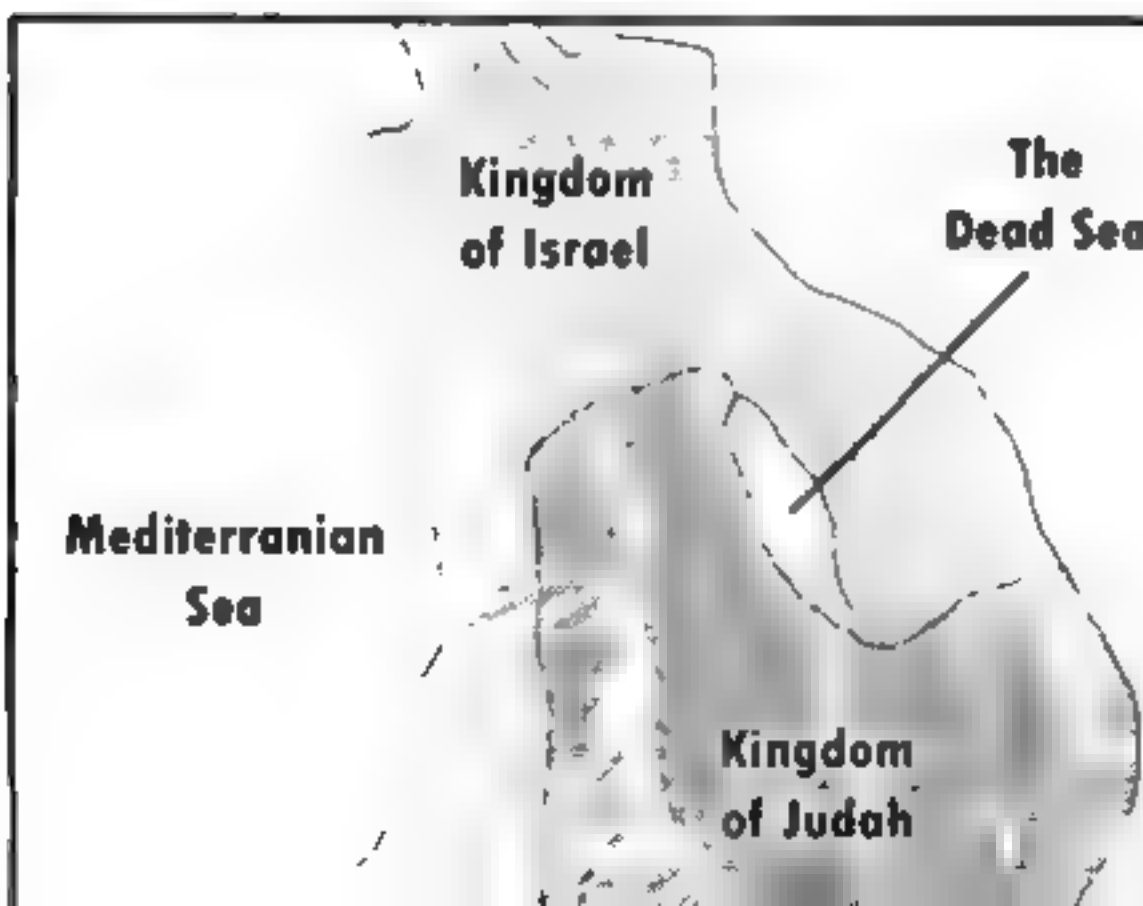 The
Dead Sea
Kingdom
of Israel
Mediterranian
Sea
Kingdom
of Judah